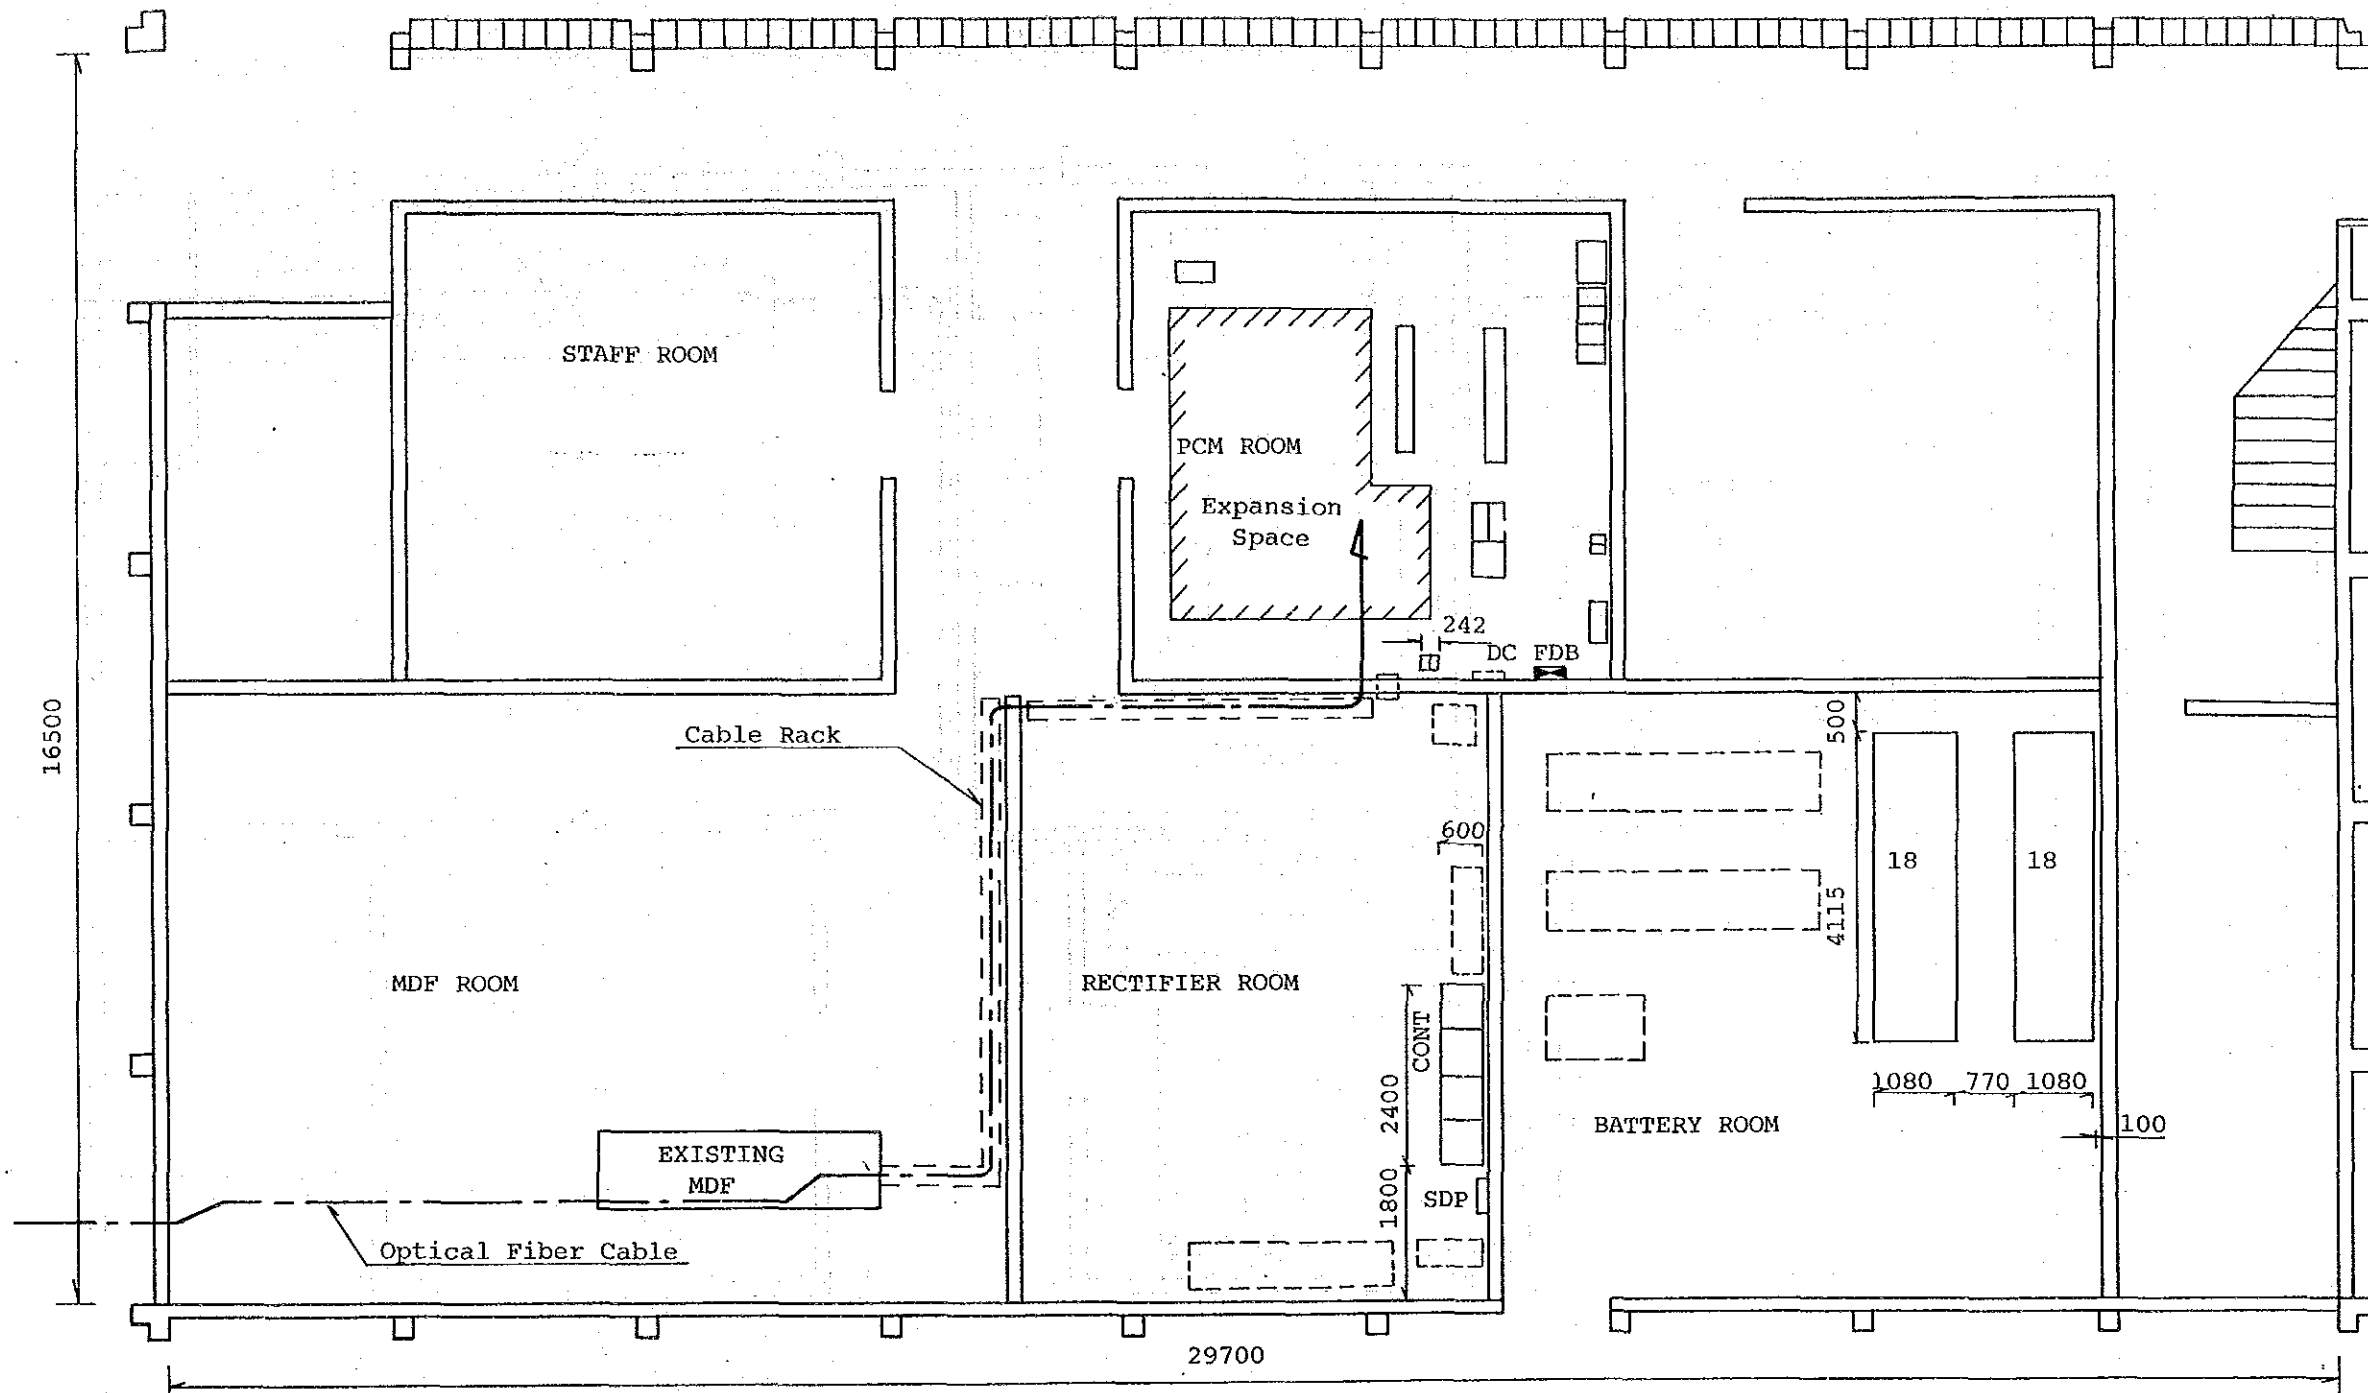 STAFF ROOM
PCM ROOM
Expansion
Space
242
DC FDB
16500
Cable Rack
500
600
18
18
4115
MDF ROOM
RECTIFIER ROOM
CONT
2400
1080
770
1080
BATTERY ROOM
100
EXISTING
MDF
1800
SDP
Optical Fiber Cable
29700